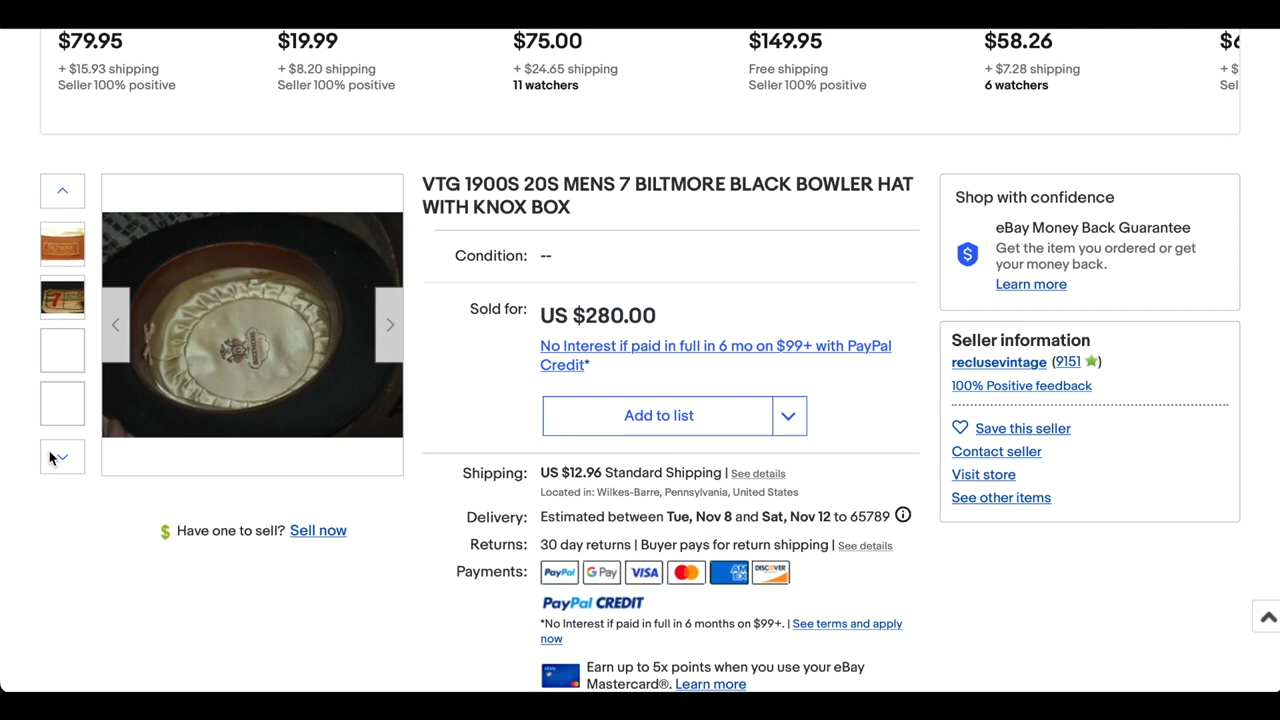 $79.95
+ $15.93 shipping
Seller 100% positive
$19.99
+ $8.20 shipping
Seller 100% positive
$75.00
+ $24.65 shipping
11 watchers
$149.95
Free shipping
Seller 100% positive
$58.26
+ $7.28 shipping
6 watchers
+ $
VTG 1900S 20S MENS 7 BILTMORE BLACK BOWLER HAT
WITH KNOX BOX
Condition: --
Sold for: US $280.00
No Interest if paid in full in 6 mo on $99+ with PayPal
Credit*
Add to list
Shipping: US $12.96 Standard Shipping | See details
Located in: Wilkes-Barre, Pennsylvania, United States
Delivery: Estimated between Tue, Nov 8 and Sat, Nov 12 to 65789
Returns: 30 day returns | Buyer pays for return shipping | See details
Payments: PayPal G Pay VISA AM EX DISCOVER
PayPal CREDIT
*No Interest if paid in full in 6 months on $99+. | See terms and apply
now
Earn up to 5x points when you use your eBay
Mastercard®. Learn more
$ Have one to sell? Sell now
Shop with confidence
eBay Money Back Guarantee
Get the item you ordered or get
your money back.
Learn more
Seller information
reclusevintage (9151)
100% Positive feedback
Save this seller
Contact seller
Visit store
See other items